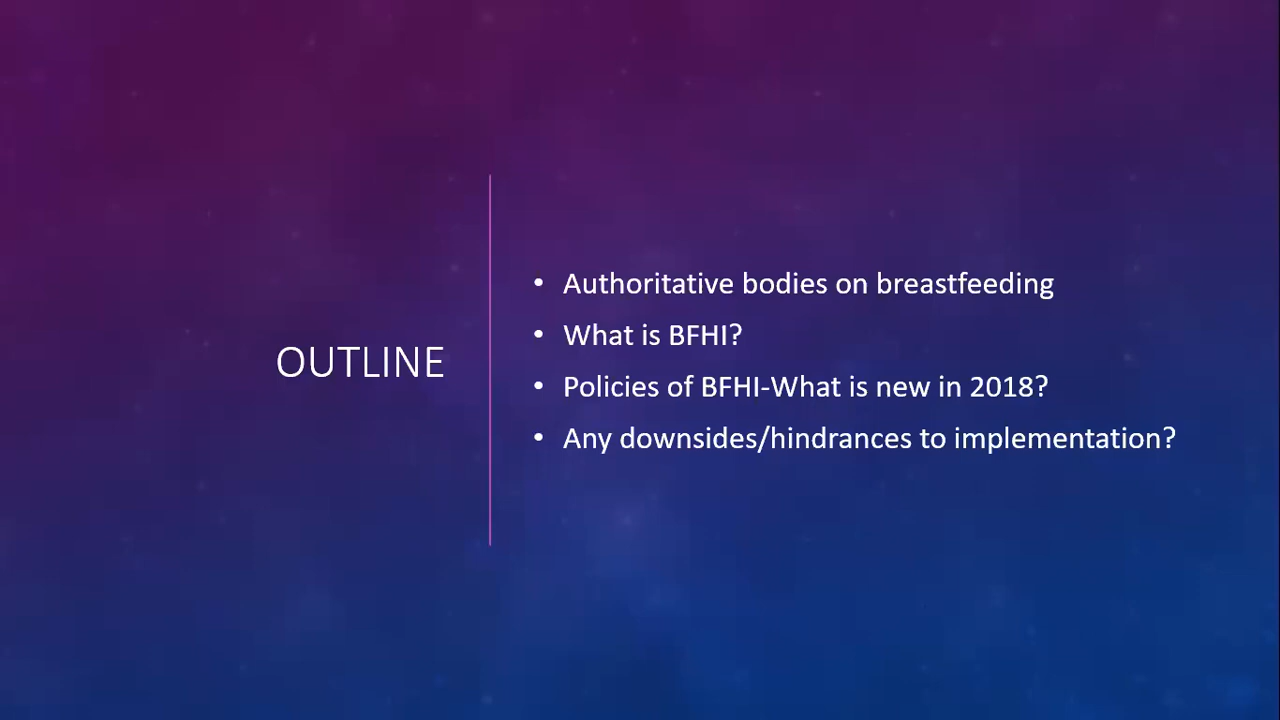 OUTLINE
• Authoritative bodies on breastfeeding
• What is BFHI?
• Policies of BFHI-What is new in 2018?
• Any downsides/hindrances to implementation?